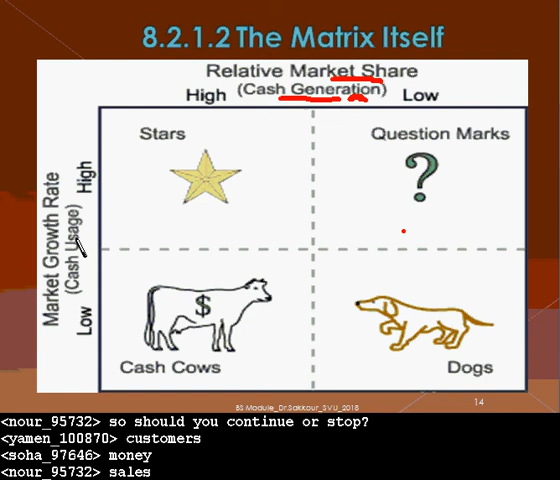 8.2.1.2 The Matrix Itself
Relative Market Share
High (Cash Generation) Low
Stars Question Marks
?
Market Growth Rate
(Cash Usage)
High
Low
$
Cash Cows Dogs
BS Module_Dr.Sakkour_SVU_2018
14
<nour_95732> so should you continue or stop?
<yamen_100870> customers
<soha_97646> money
<nour_95732> sales